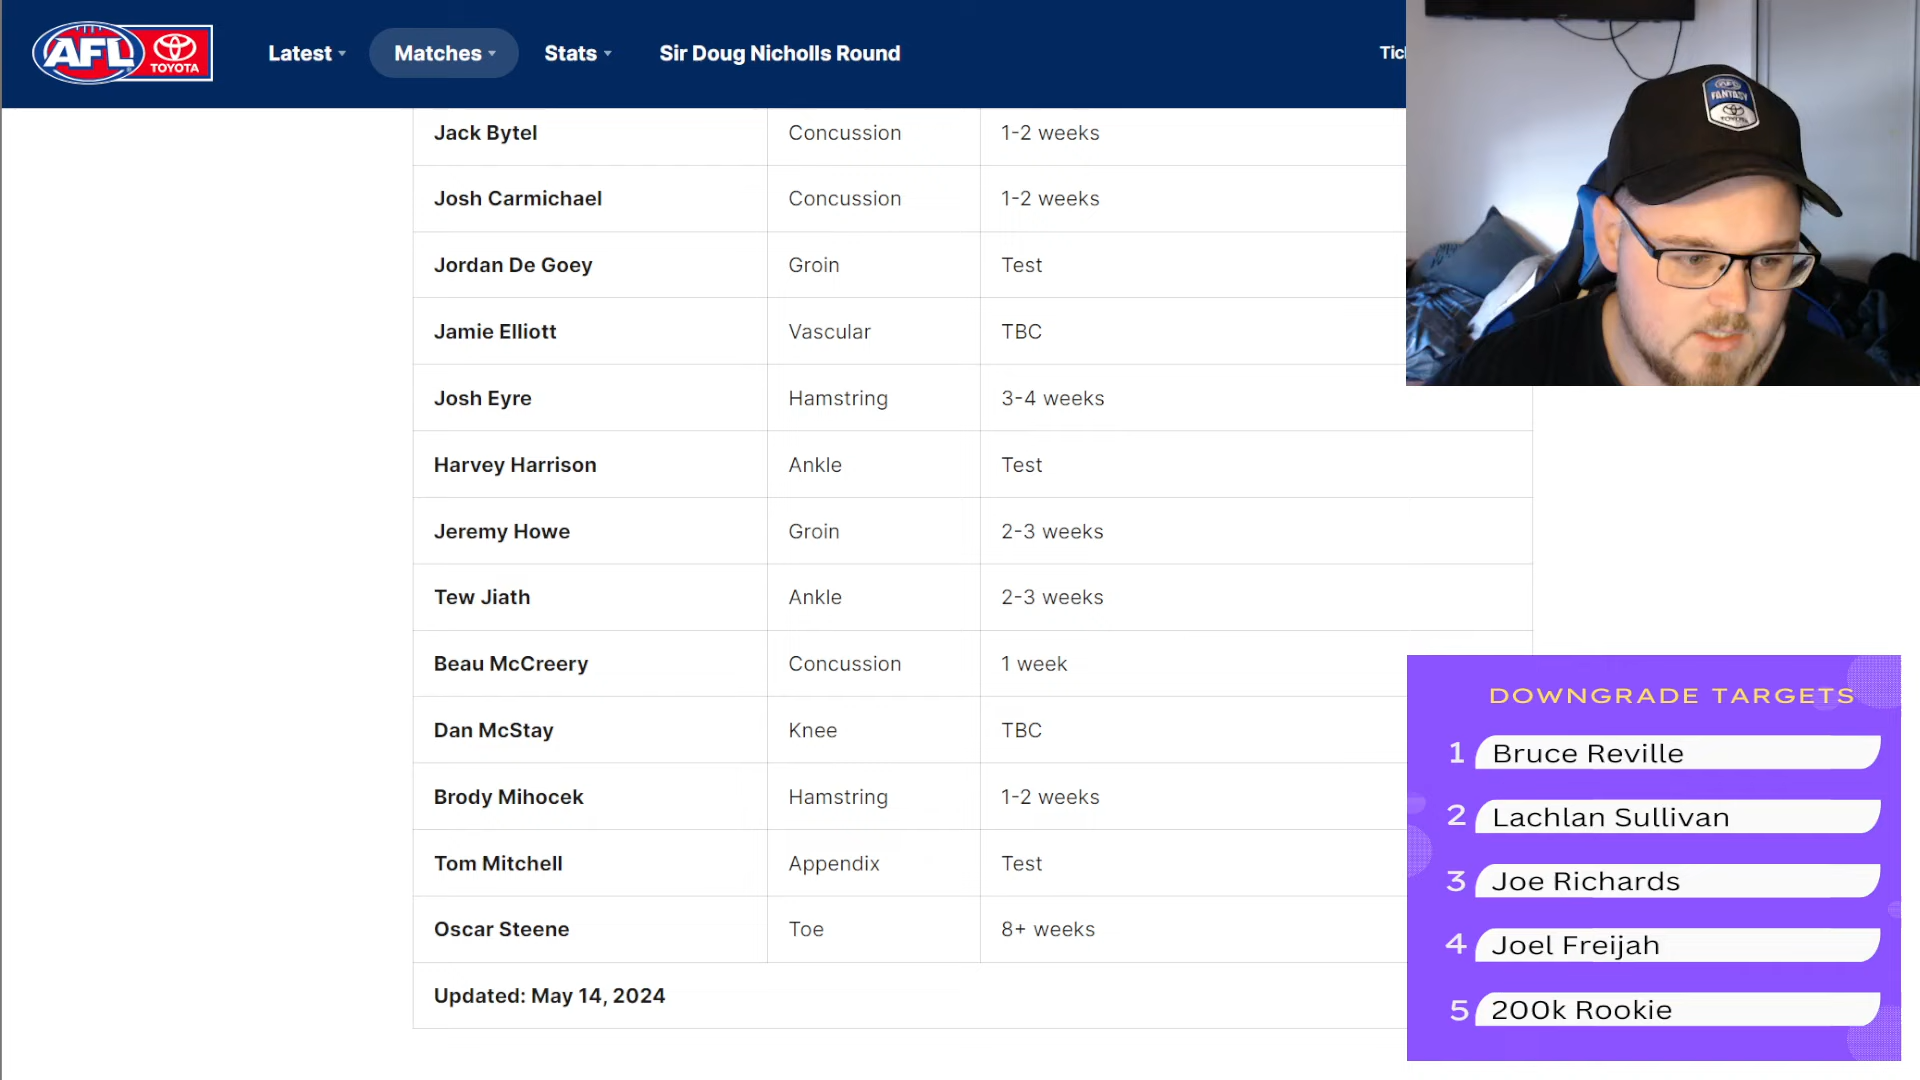 AFL TOYOTA
Latest Matches Stats Sir Doug Nicholls Round
FANTASY
TOYOTA
Jack Bytel Concussion 1-2 weeks
Josh Carmichael Concussion 1-2 weeks
Jordan De Goey Groin Test
Jamie Elliott Vascular TBC
Josh Eyre Hamstring 3-4 weeks
Harvey Harrison Ankle Test
Jeremy Howe Groin 2-3 weeks
Tew Jiath Ankle 2-3 weeks
Beau McCreery Concussion 1 week
Dan McStay Knee TBC
Brody Mihocek Hamstring 1-2 weeks
Tom Mitchell Appendix Test
Oscar Steene Toe 8+ weeks
Updated: May 14, 2024
DOWNGRADE TARGETS
1 Bruce Reville
2 Lachlan Sullivan
3 Joe Richards
4 Joel Freijah
5 200k Rookie